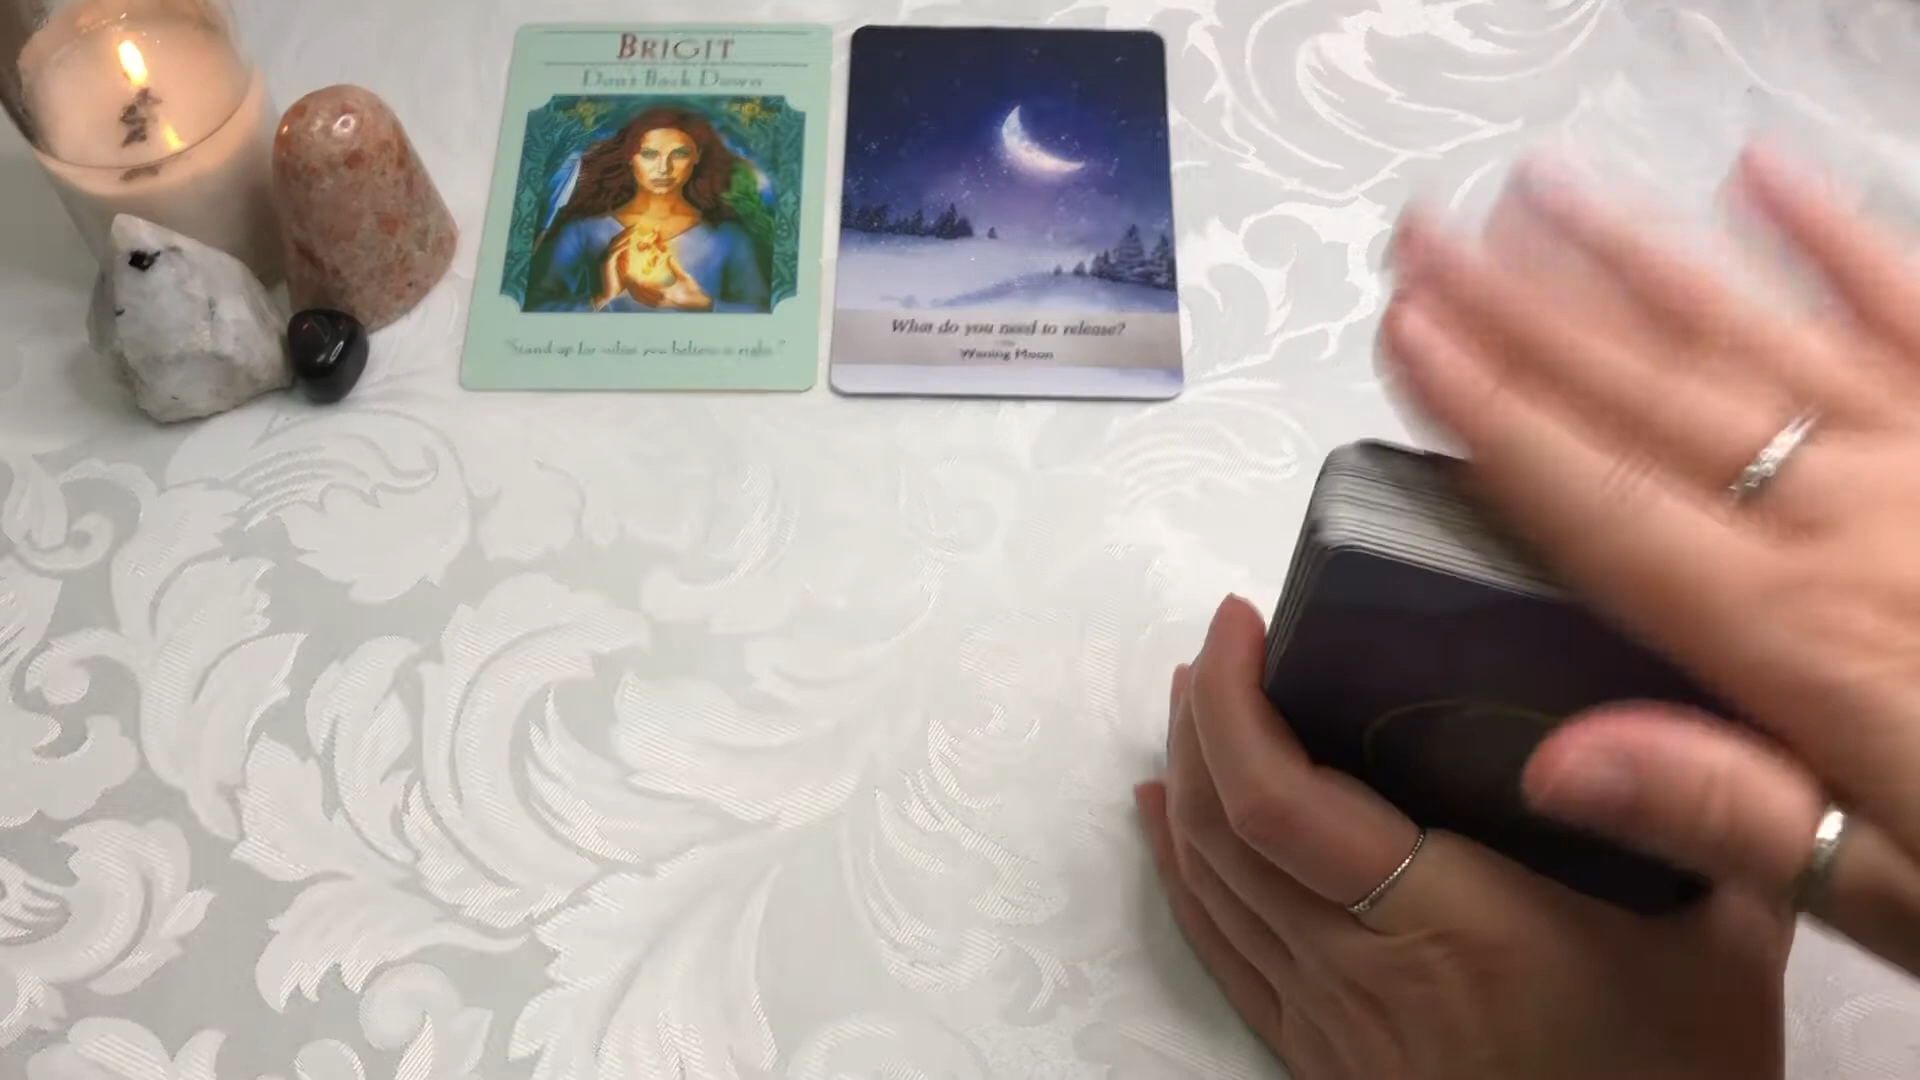 BRIGIT
Don't Back Down
"Stand up for what you believe is right."
What do you need to release?
Waning Moon